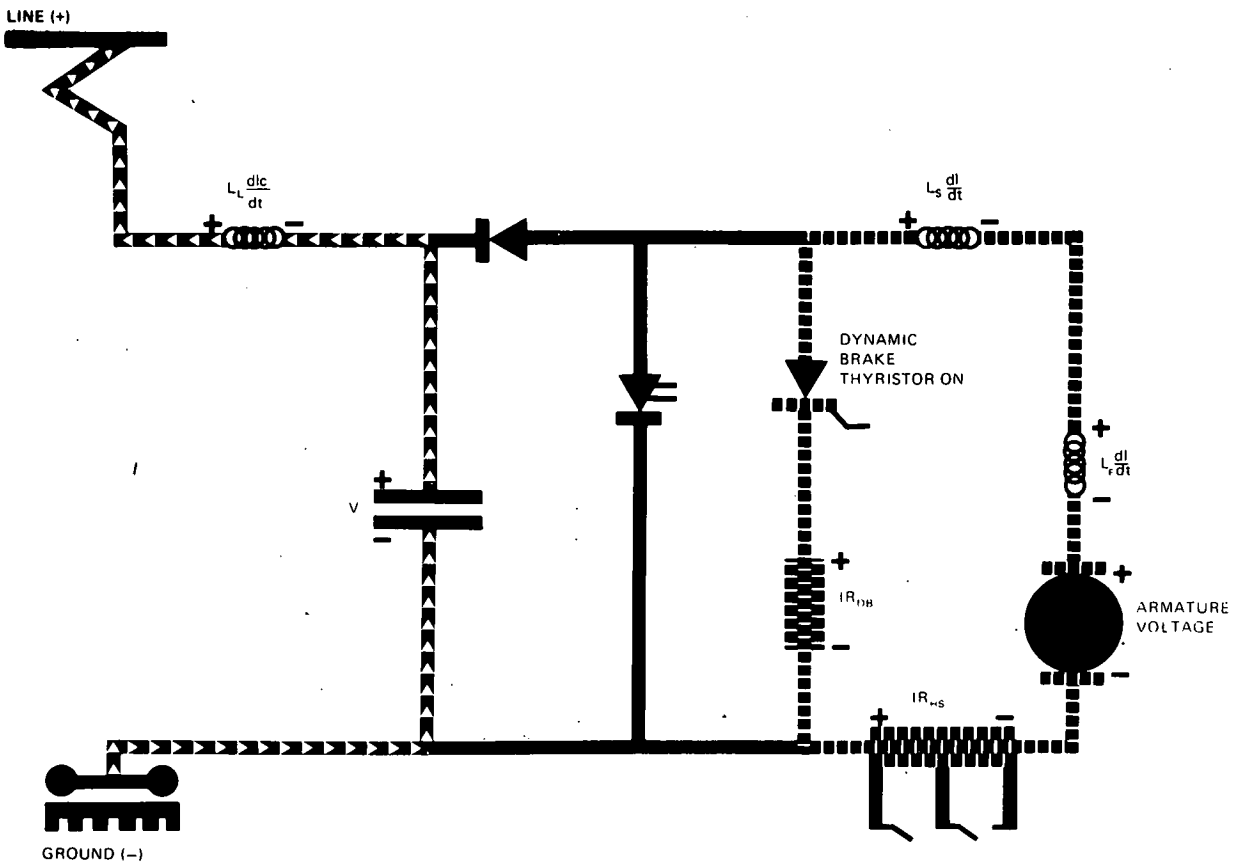 LINE (+)
L_L dIc/dt
+ −
L_S dI/dt
+ −
DYNAMIC
BRAKE
THYRISTOR ON
+
L_F dI/dt
−
+
V
−
+
IR_DB
−
+
ARMATURE
VOLTAGE
−
IR_HS
+ −
GROUND (−)